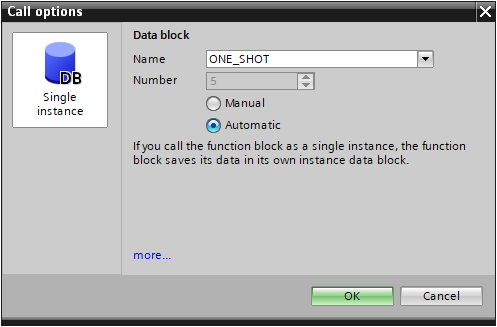 Call options
DB
Single
instance
Data block
Name ONE_SHOT
Number 5
Manual
Automatic
If you call the function block as a single instance, the function
block saves its data in its own instance data block.
more...
OK Cancel